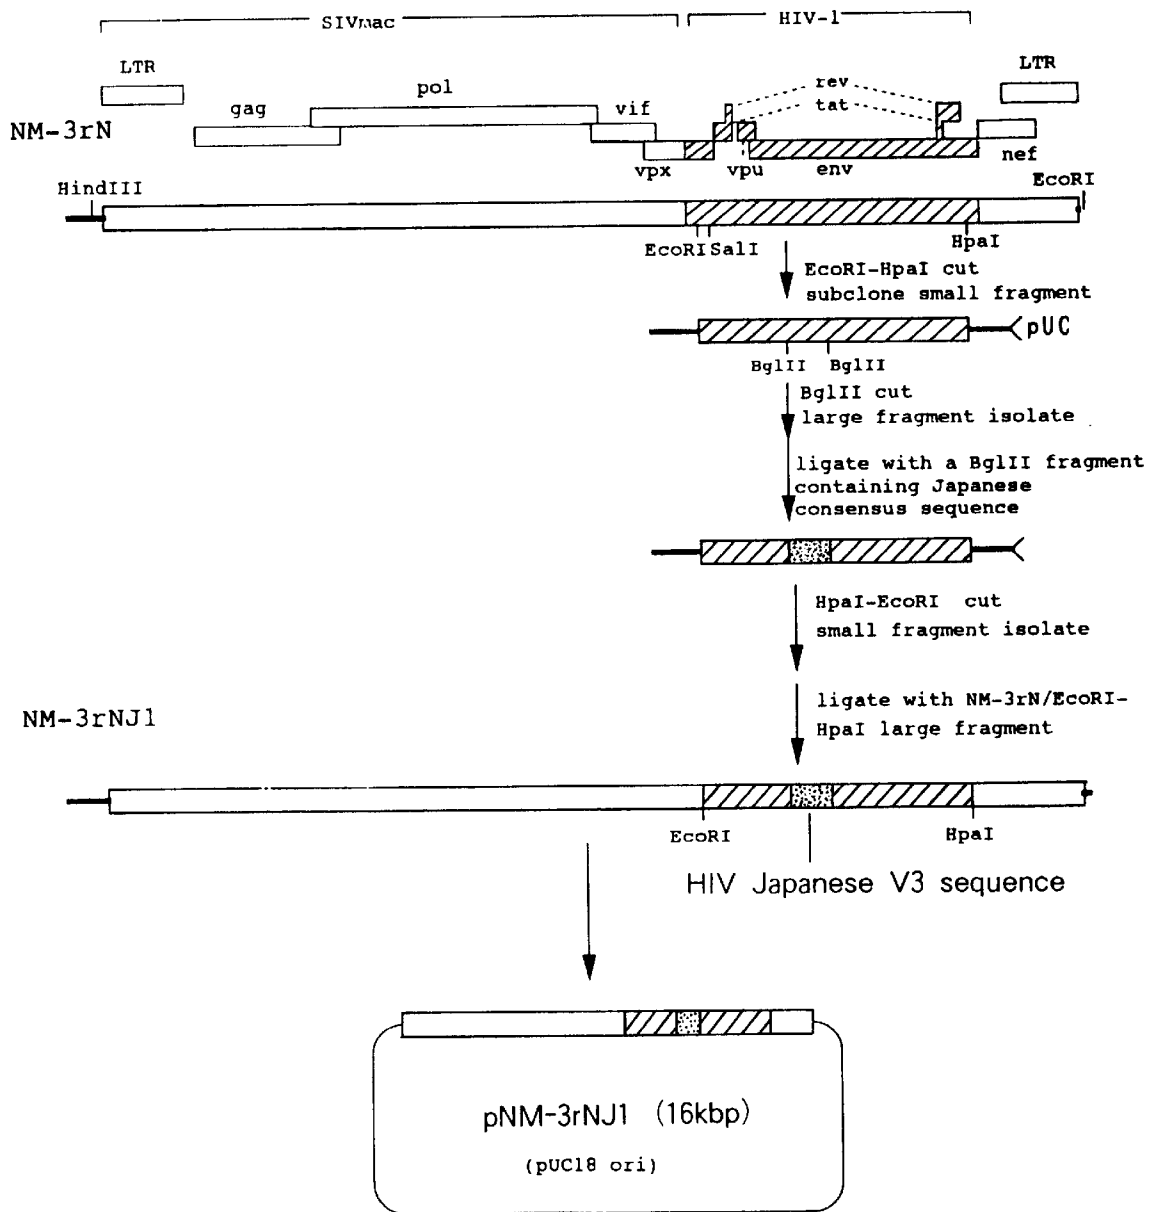 SIVmac
HIV-1
LTR
gag
pol
vif
vpx
rev
tat
vpu
env
LTR
nef
NM-3rN
HindIII
EcoRI
EcoRI
SalI
HpaI
EcoRI-HpaI cut
subclone small fragment
pUC
BglII
BglII
BglII cut
large fragment isolate
ligate with a BglII fragment
containing Japanese
consensus sequence
HpaI-EcoRI cut
small fragment isolate
NM-3rNJ1
ligate with NM-3rN/EcoRI-
HpaI large fragment
EcoRI
HpaI
HIV Japanese V3 sequence
pNM-3rNJ1 (16kbp)
(pUC18 ori)